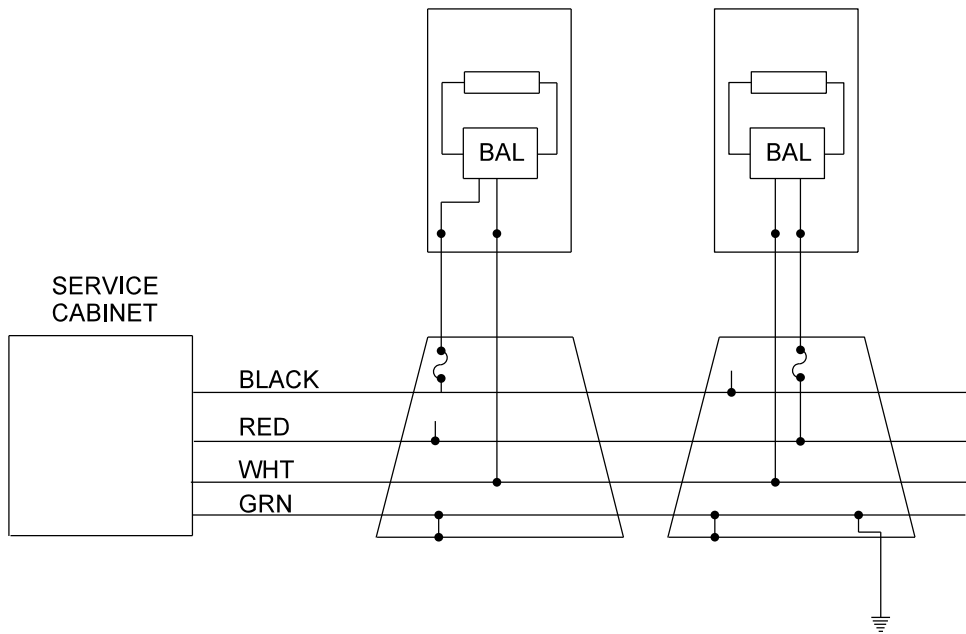 BAL
BAL
SERVICE
CABINET
BLACK
RED
WHT
GRN